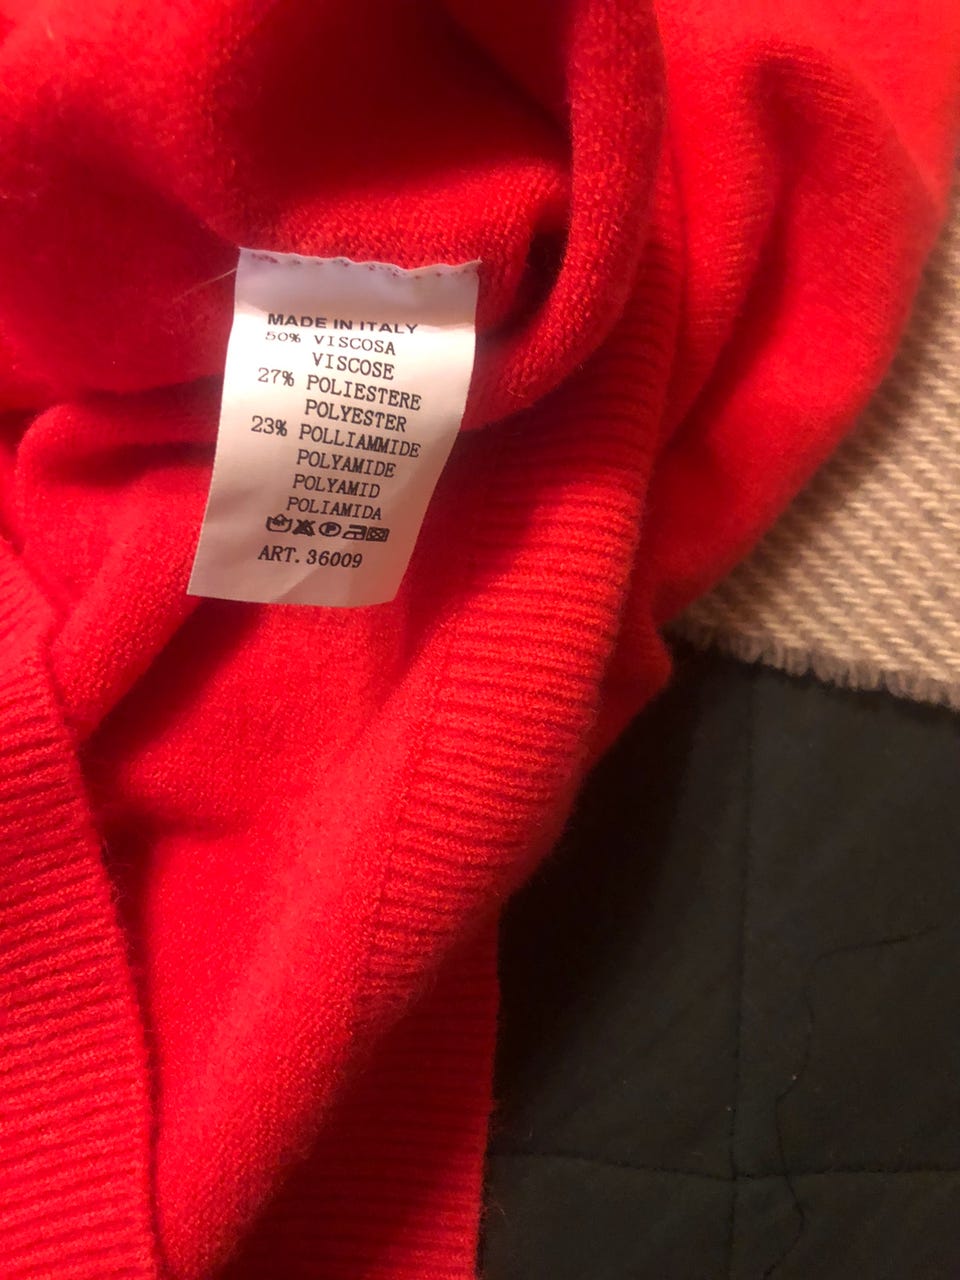 MADE IN ITALY
50% VISCOSA
VISCOSE
27% POLIESTERE
POLYESTER
23% POLLIAMMIDE
POLYAMIDE
POLYAMID
POLIAMIDA
ART. 36009